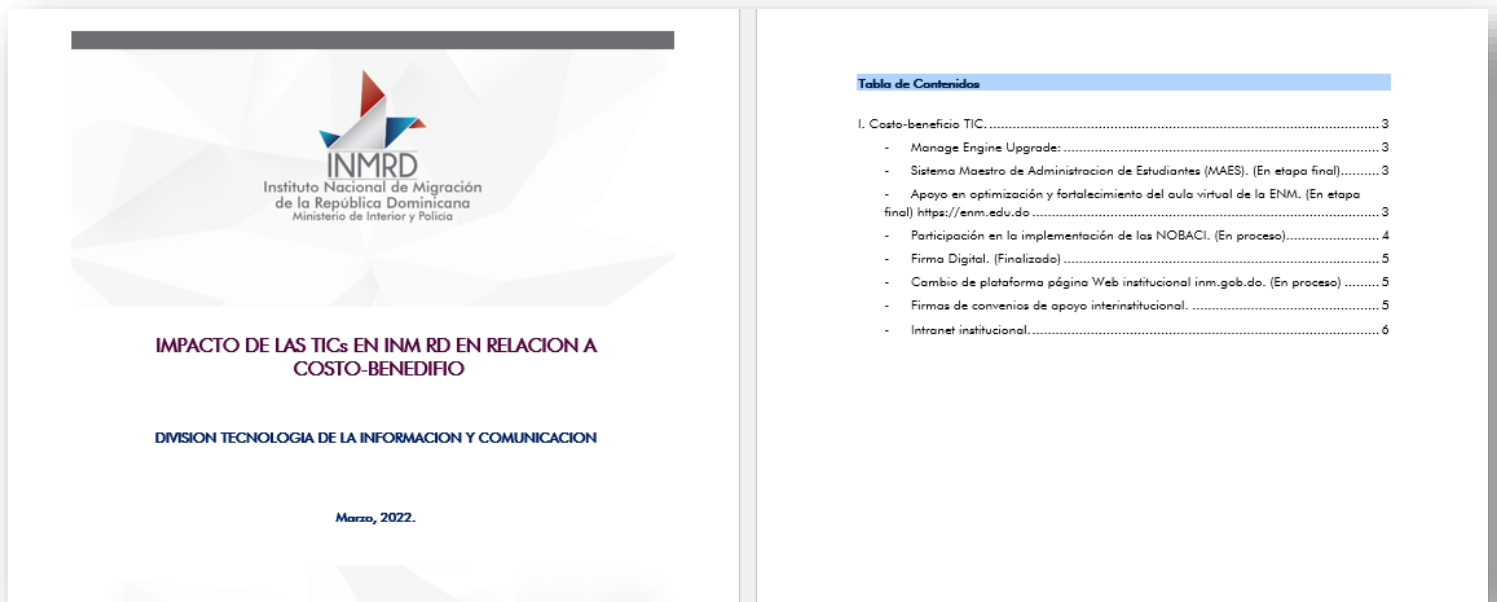 INMRD
Instituto Nacional de Migración
de la República Dominicana
Ministerio de Interior y Policía
IMPACTO DE LAS TICs EN INM RD EN RELACION A
COSTO-BENEDIFIO
DIVISION TECNOLOGIA DE LA INFORMACION Y COMUNICACION
Marzo, 2022.
Tabla de Contenidos
I. Costo-beneficio TIC. 3
- Manage Engine Upgrade: 3
- Sistema Maestro de Administracion de Estudiantes (MAES). (En etapa final) 3
- Apoyo en optimización y fortalecimiento del aula virtual de la ENM. (En etapa
final) https://enm.edu.do 3
- Participación en la implementación de las NOBACI. (En proceso) 4
- Firma Digital. (Finalizado) 5
- Cambio de plataforma página Web institucional inm.gob.do. (En proceso) 5
- Firmas de convenios de apoyo interinstitucional. 5
- Intranet institucional. 6